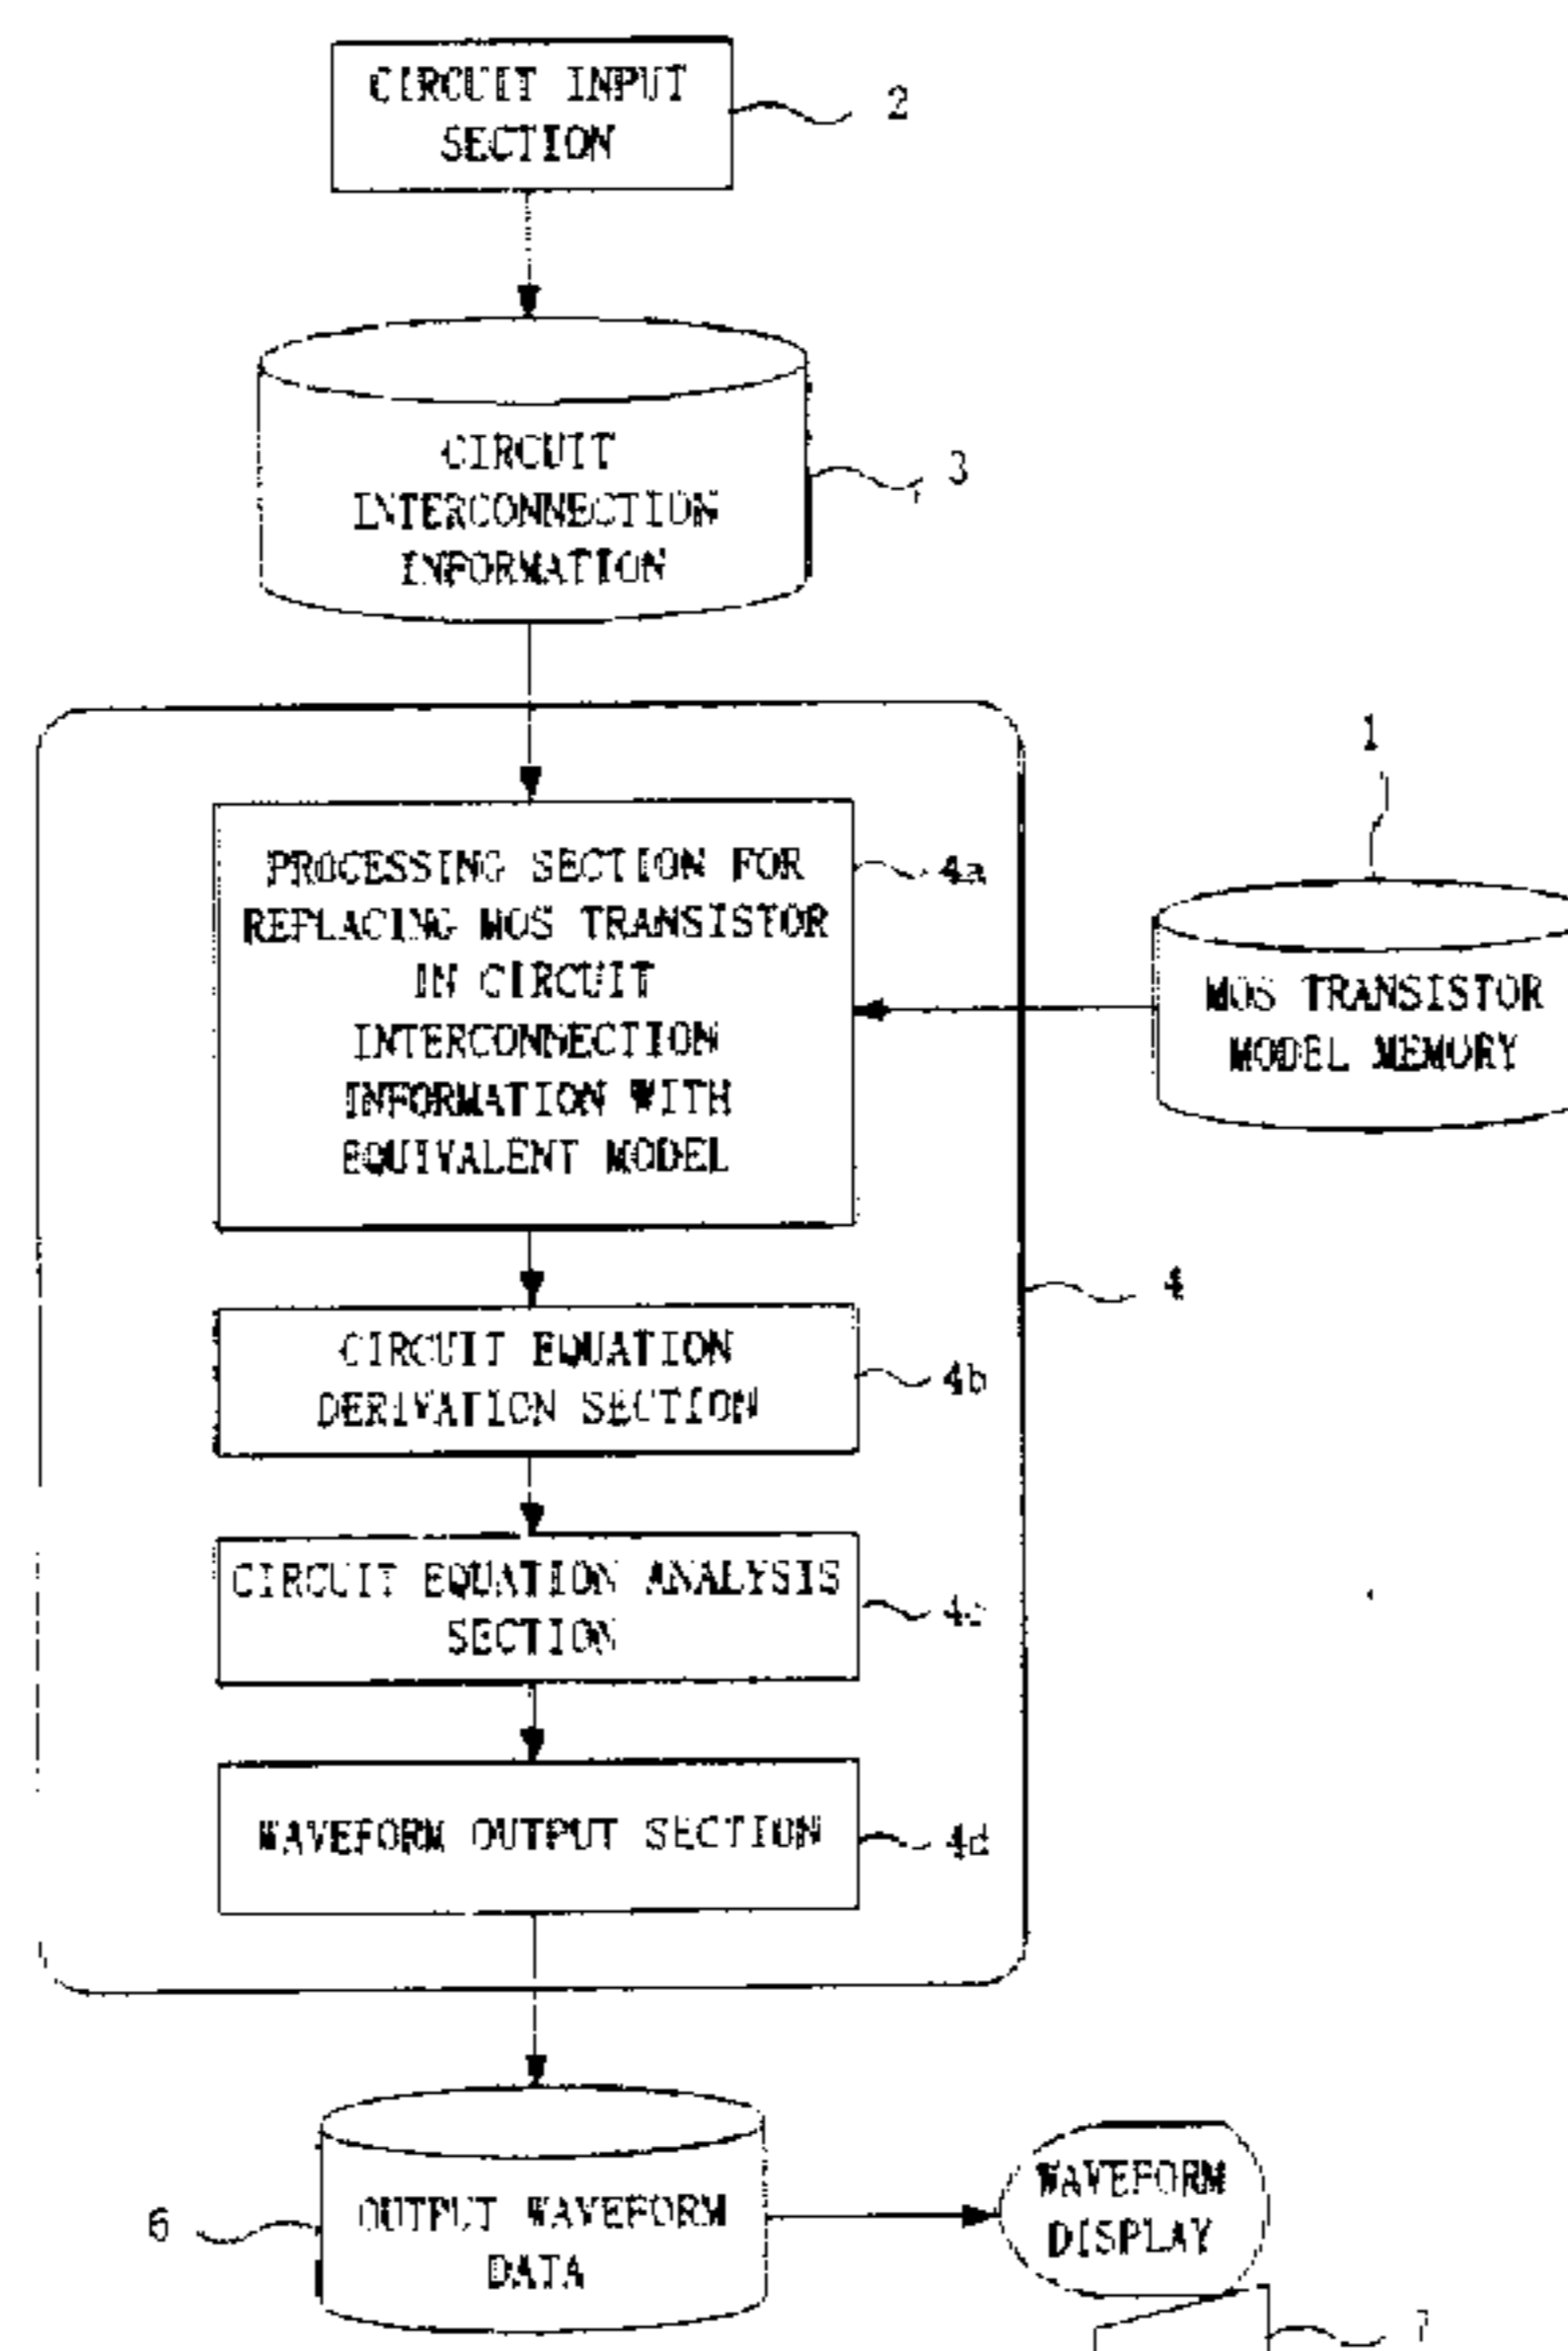 CIRCUIT INPUT
SECTION
2
CIRCUIT
INTERCONNECTION
INFORMATION
3
1
PROCESSING SECTION FOR
REPLACING MOS TRANSISTOR
IN CIRCUIT
INTERCONNECTION
INFORMATION WITH
EQUIVALENT MODEL
4a
MOS TRANSISTOR
MODEL MEMORY
4
CIRCUIT EQUATION
DERIVATION SECTION
4b
CIRCUIT EQUATION ANALYSIS
SECTION
4c
WAVEFORM OUTPUT SECTION
4d
6
OUTPUT WAVEFORM
DATA
WAVEFORM
DISPLAY
7